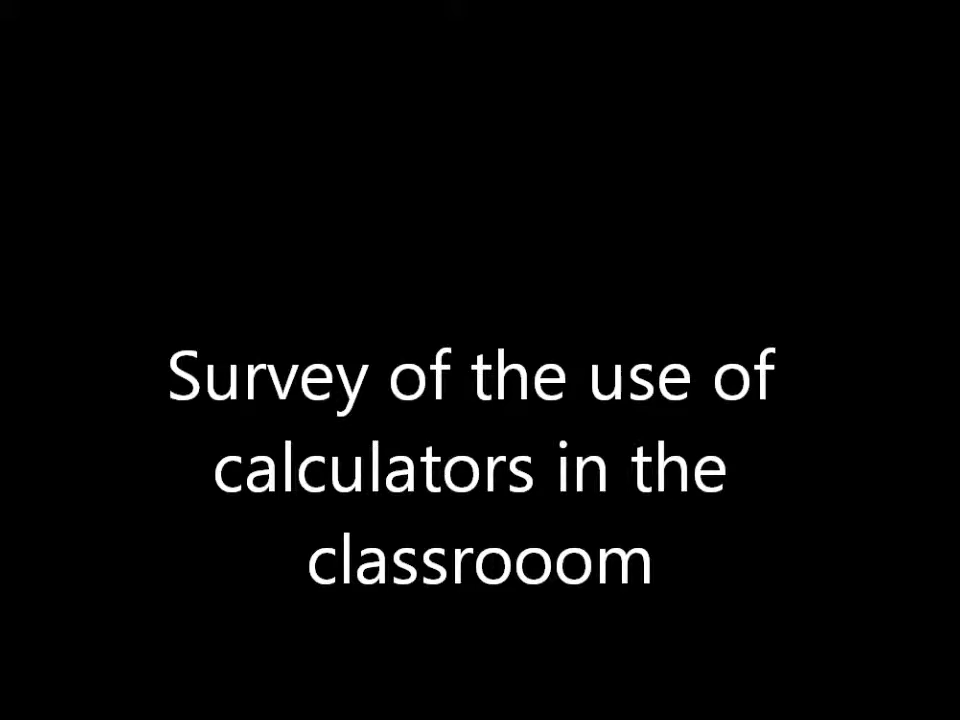 Survey of the use of
calculators in the
classrooom